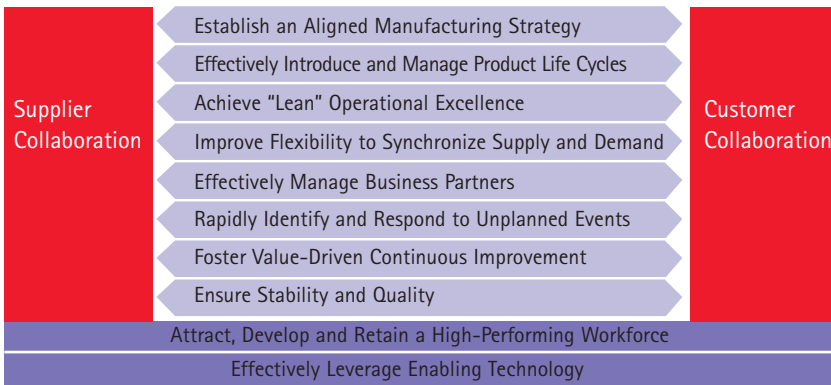 Supplier
Collaboration
Establish an Aligned Manufacturing Strategy
Effectively Introduce and Manage Product Life Cycles
Achieve “Lean” Operational Excellence
Improve Flexibility to Synchronize Supply and Demand
Effectively Manage Business Partners
Rapidly Identify and Respond to Unplanned Events
Foster Value-Driven Continuous Improvement
Ensure Stability and Quality
Customer
Collaboration
Attract, Develop and Retain a High-Performing Workforce
Effectively Leverage Enabling Technology